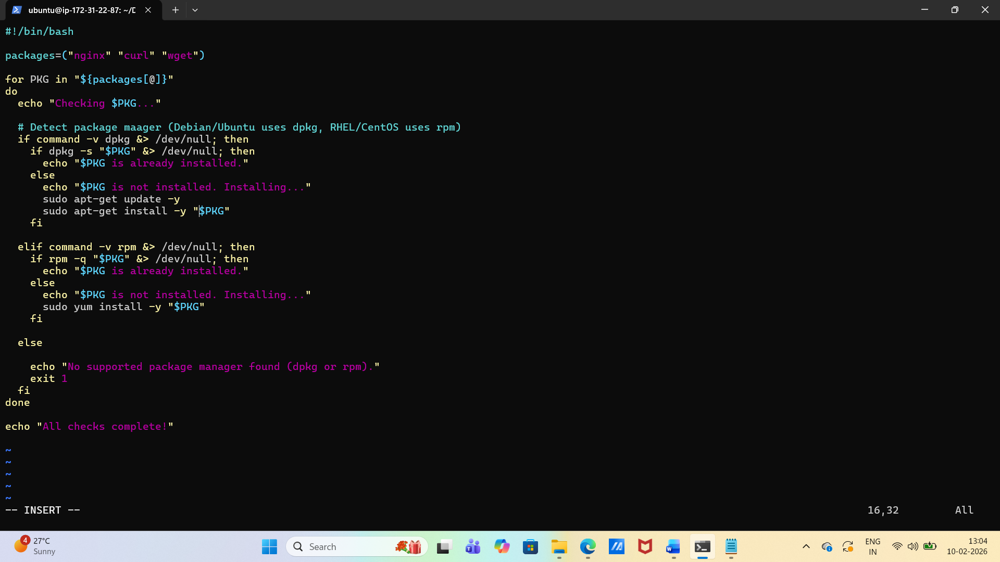 ubuntu@ip-172-31-22-87: ~/D
#!/bin/bash
packages=("nginx" "curl" "wget")
for PKG in "${packages[@]}"
do
  echo "Checking $PKG..."
  # Detect package maager (Debian/Ubuntu uses dpkg, RHEL/CentOS uses rpm)
  if command -v dpkg &> /dev/null; then
    if dpkg -s "$PKG" &> /dev/null; then
      echo "$PKG is already installed."
    else
      echo "$PKG is not installed. Installing..."
      sudo apt-get update -y
      sudo apt-get install -y "$PKG"
    fi
  elif command -v rpm &> /dev/null; then
    if rpm -q "$PKG" &> /dev/null; then
      echo "$PKG is already installed."
    else
      echo "$PKG is not installed. Installing..."
      sudo yum install -y "$PKG"
    fi
  else
    echo "No supported package manager found (dpkg or rpm)."
    exit 1
  fi
done
echo "All checks complete!"
~
~
~
~
~
-- INSERT -- 16,32 All
4 27°C
Sunny
Search
ENG
IN
13:04
10-02-2026